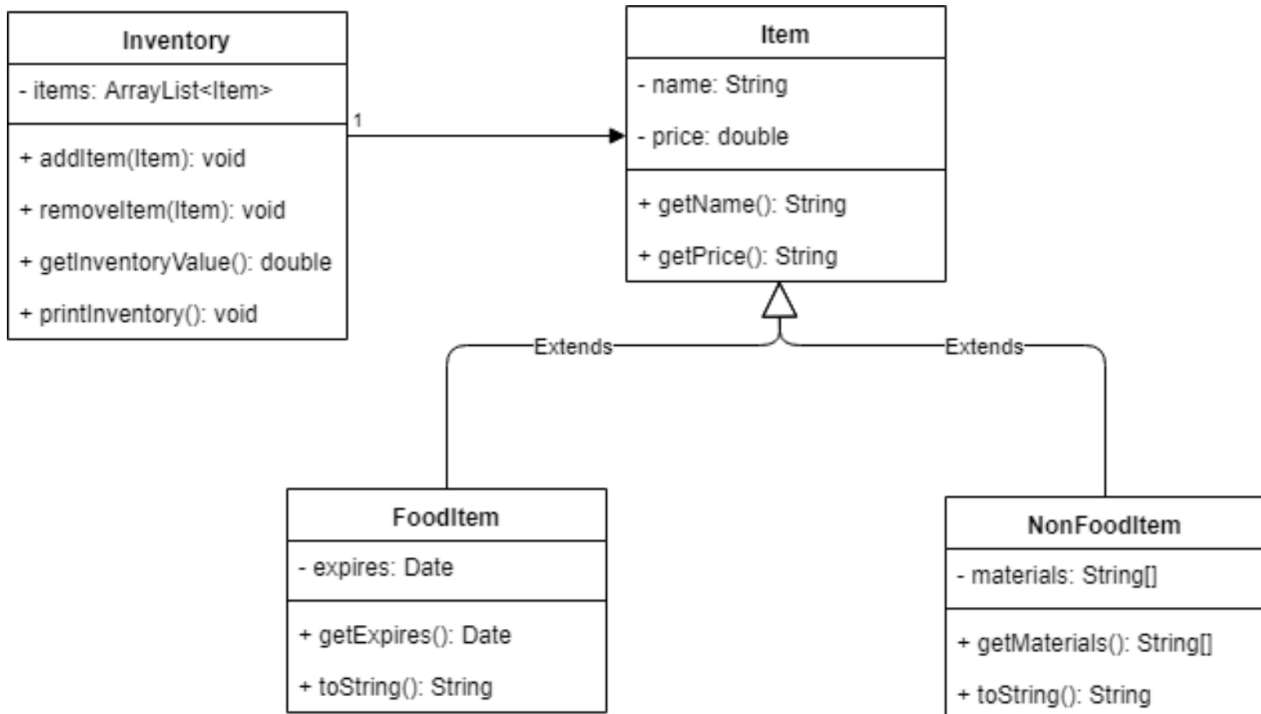 Inventory
- items: ArrayList<Item>
+ addItem(Item): void
+ removeItem(Item): void
+ getInventoryValue(): double
+ printInventory(): void
1
Item
- name: String
- price: double
+ getName(): String
+ getPrice(): String
Extends
Extends
FoodItem
- expires: Date
+ getExpires(): Date
+ toString(): String
NonFoodItem
- materials: String[]
+ getMaterials(): String[]
+ toString(): String